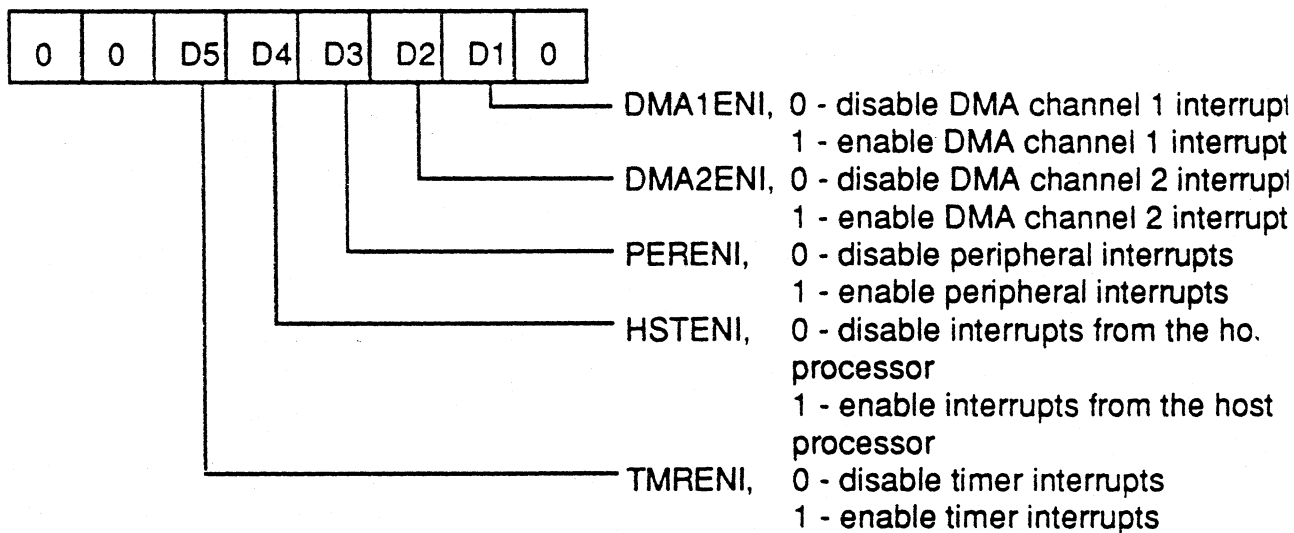 0 0 D5 D4 D3 D2 D1 0
DMA1ENI, 0 - disable DMA channel 1 interrupt
1 - enable DMA channel 1 interrupt
DMA2ENI, 0 - disable DMA channel 2 interrupt
1 - enable DMA channel 2 interrupt
PERENI, 0 - disable peripheral interrupts
1 - enable peripheral interrupts
HSTENI, 0 - disable interrupts from the
processor
1 - enable interrupts from the host
processor
TMRENI, 0 - disable timer interrupts
1 - enable timer interrupts